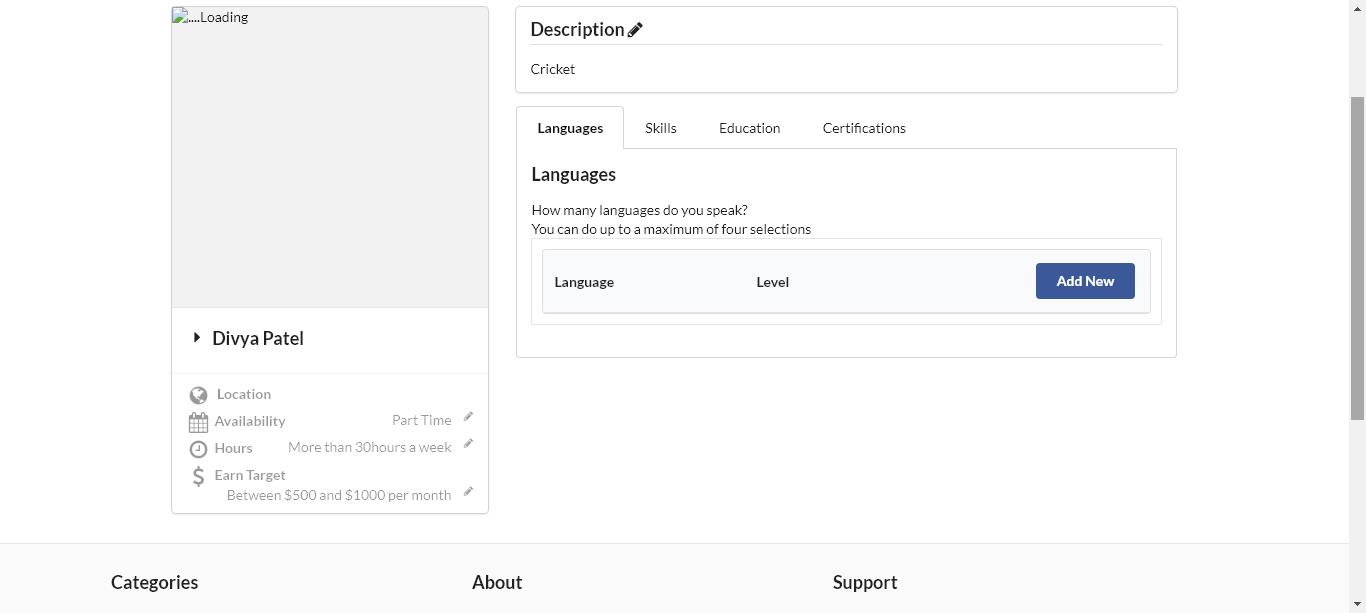 ....Loading
Divya Patel
Location
Availability Part Time
Hours More than 30hours a week
Earn Target
Between $500 and $1000 per month
Description
Cricket
Languages Skills Education Certifications
Languages
How many languages do you speak?
You can do up to a maximum of four selections
Language Level Add New
Categories About Support